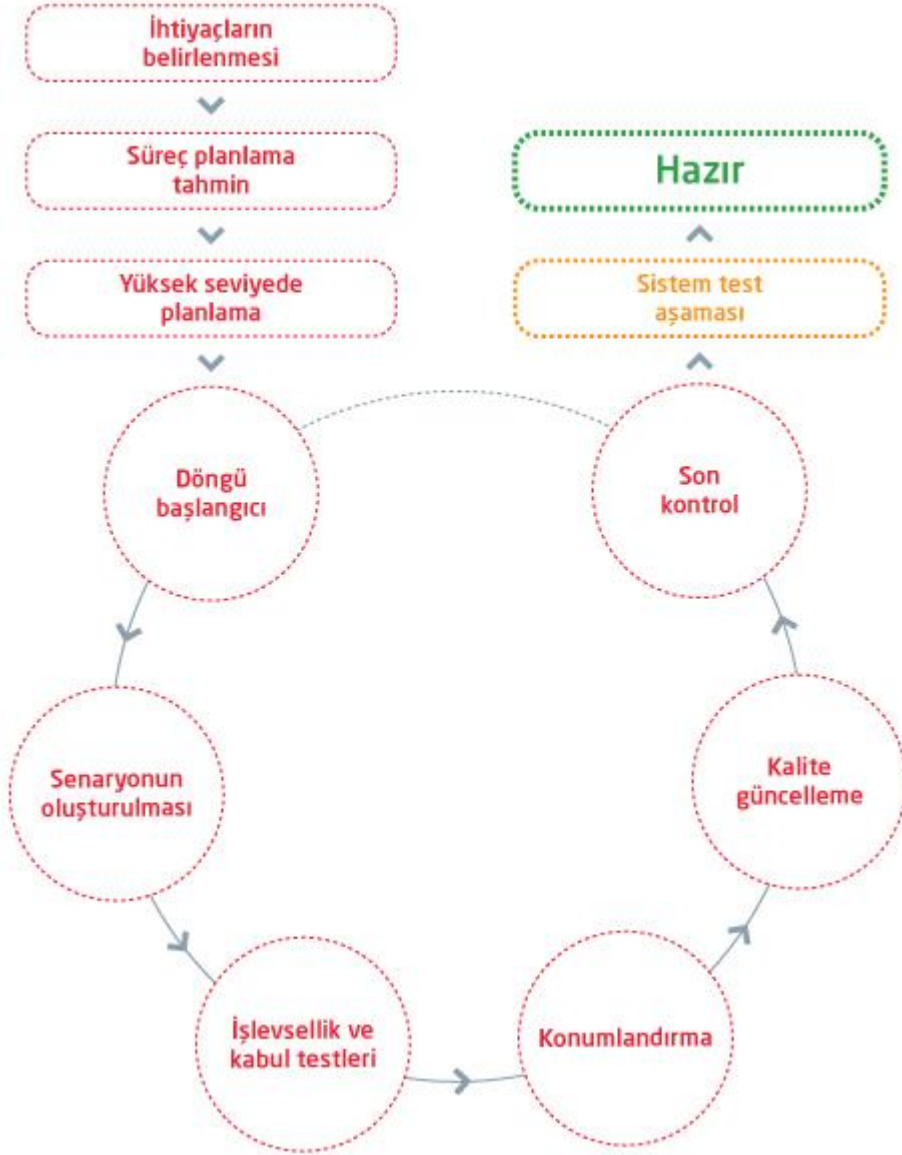 İhtiyaçların
belirlenmesi
Süreç planlama
tahmin
Yüksek seviyede
planlama
Döngü
başlangıcı
Senaryonun
oluşturulması
İşlevsellik ve
kabul testleri
Konumlandırma
Kalite
güncelleme
Son
kontrol
Sistem test
aşaması
Hazır